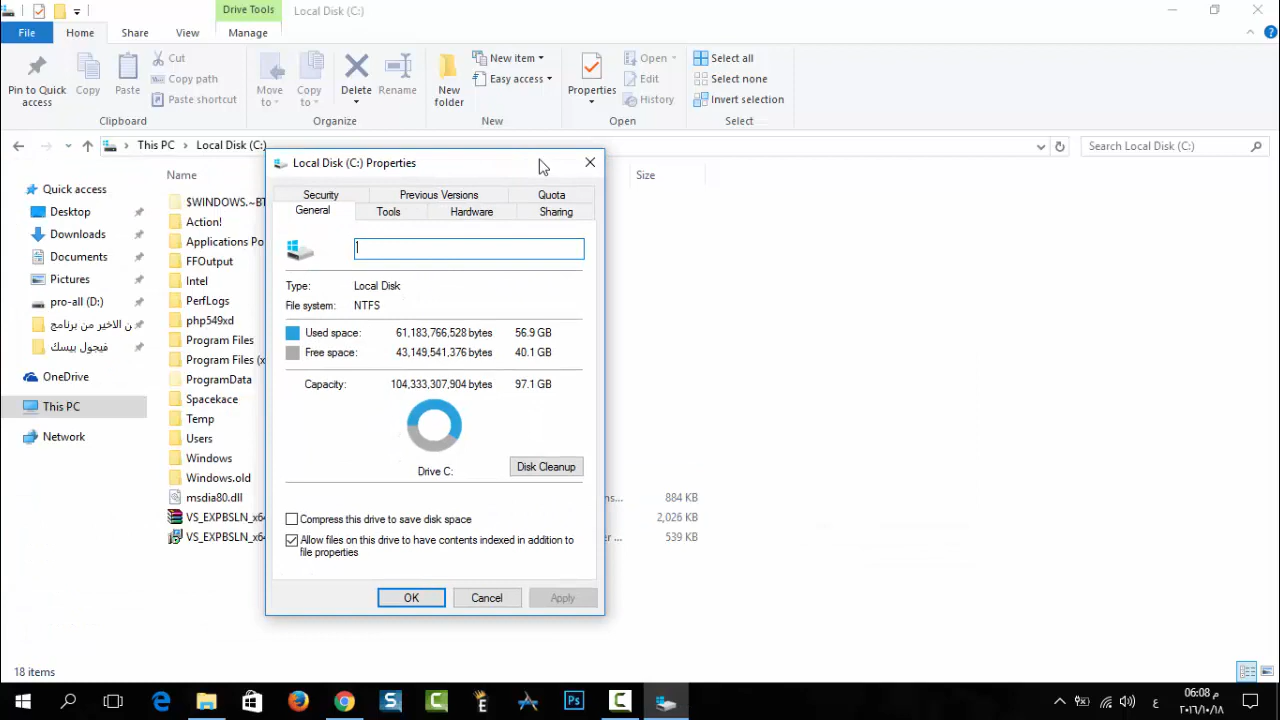 Drive Tools
Local Disk (C:)
File
Home
Share
View
Manage
Pin to Quick access
Copy
Paste
Cut
Copy path
Paste shortcut
Clipboard
Move to
Copy to
Delete
Rename
Organize
New folder
New item
Easy access
New
Properties
Open
Edit
History
Open
Select all
Select none
Invert selection
Select
This PC
Local Disk (C:)
Search Local Disk (C:)
Quick access
Desktop
Downloads
Documents
Pictures
pro-all (D:)
ن الاخير من برنامج
فيجول بيسك
OneDrive
This PC
Network
Name
Size
$WINDOWS.~BT
Action!
Applications Po
FFOutput
Intel
PerfLogs
php549xd
Program Files
Program Files (x
ProgramData
Spacekace
Temp
Users
Windows
Windows.old
msdia80.dll
ns...
884 KB
VS_EXPBSLN_x64
2,026 KB
VS_EXPBSLN_x64
er ...
539 KB
Local Disk (C:) Properties
Security
Previous Versions
Quota
General
Tools
Hardware
Sharing
Type:
Local Disk
File system:
NTFS
Used space:
61,183,766,528 bytes
56.9 GB
Free space:
43,149,541,376 bytes
40.1 GB
Capacity:
104,333,307,904 bytes
97.1 GB
Drive C:
Disk Cleanup
Compress this drive to save disk space
Allow files on this drive to have contents indexed in addition to
file properties
OK
Cancel
Apply
18 items
Ps
ع
06:08 م
٢٠١٦/١٠/١٨